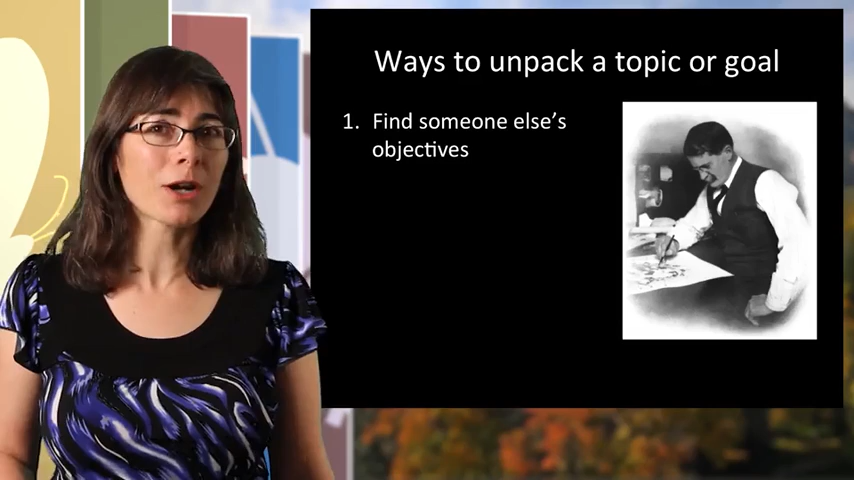 Ways to unpack a topic or goal
1. Find someone else's
objectives